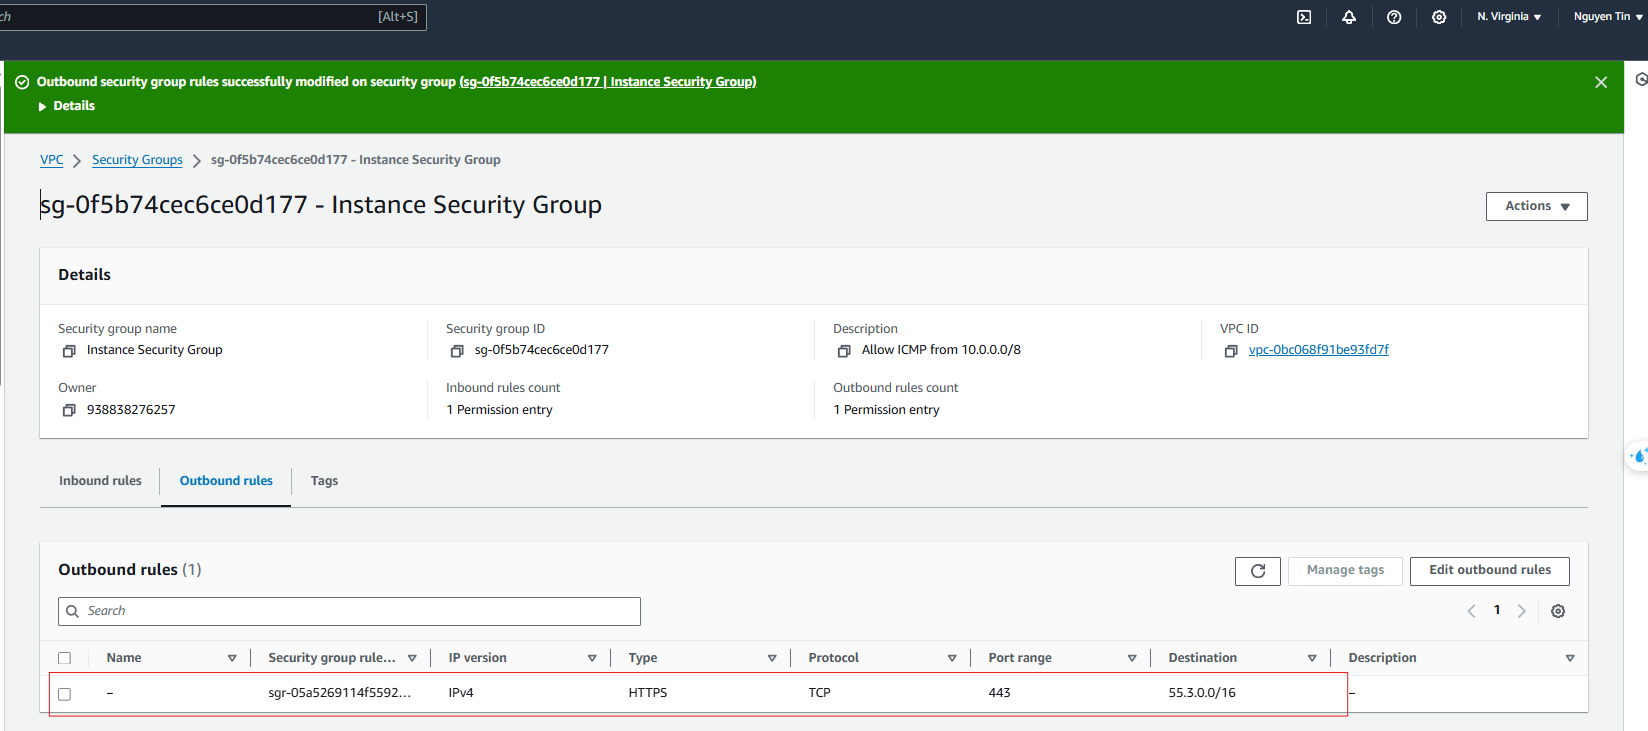 [Alt+S]
N. Virginia
Nguyen Tin
Outbound security group rules successfully modified on security group (sg-0f5b74cec6ce0d177 | Instance Security Group)
Details
VPC > Security Groups > sg-0f5b74cec6ce0d177 - Instance Security Group
sg-0f5b74cec6ce0d177 - Instance Security Group
Actions
Details
Security group name
Security group ID
Description
VPC ID
Instance Security Group
sg-0f5b74cec6ce0d177
Allow ICMP from 10.0.0.0/8
vpc-0bc068f91be93fd7f
Owner
Inbound rules count
Outbound rules count
938838276257
1 Permission entry
1 Permission entry
Inbound rules
Outbound rules
Tags
Outbound rules (1)
Manage tags
Edit outbound rules
Search
1
Name
Security group rule...
IP version
Type
Protocol
Port range
Destination
Description
–
sgr-05a5269114f5592...
IPv4
HTTPS
TCP
443
55.3.0.0/16
–